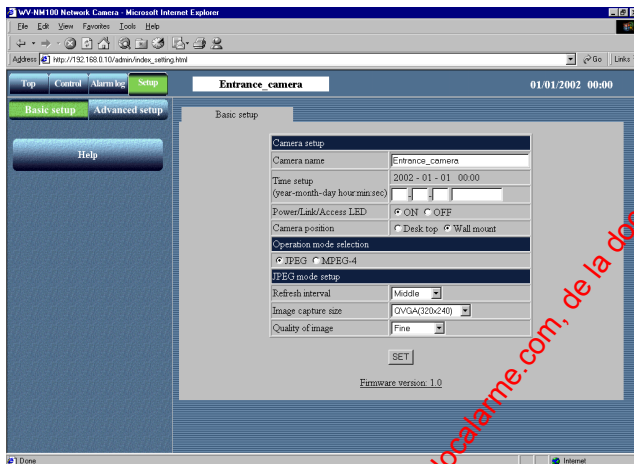 WV-NM100 Network Camera - Microsoft Internet Explorer
File Edit View Favorites Tools Help
Address http://192.168.0.10/admin/index_setting.html Go Links
Top Control Alarm log Setup Entrance_camera 01/01/2002 00:00
Basic setup Advanced setup
Basic setup
Help
Camera setup
Camera name Entrance_camera
Time setup 2002 - 01 - 01 00:00
(year-month-day hour:min:sec) - -
Power/Link/Access LED ON OFF
Camera position Desk top Wall mount
Operation mode selection
JPEG MPEG-4
JPEG mode setup
Refresh interval Middle
Image capture size QVGA(320x240)
Quality of image Fine
SET
Firmware version: 1.0
Done Internet
localarme.com, de la doc